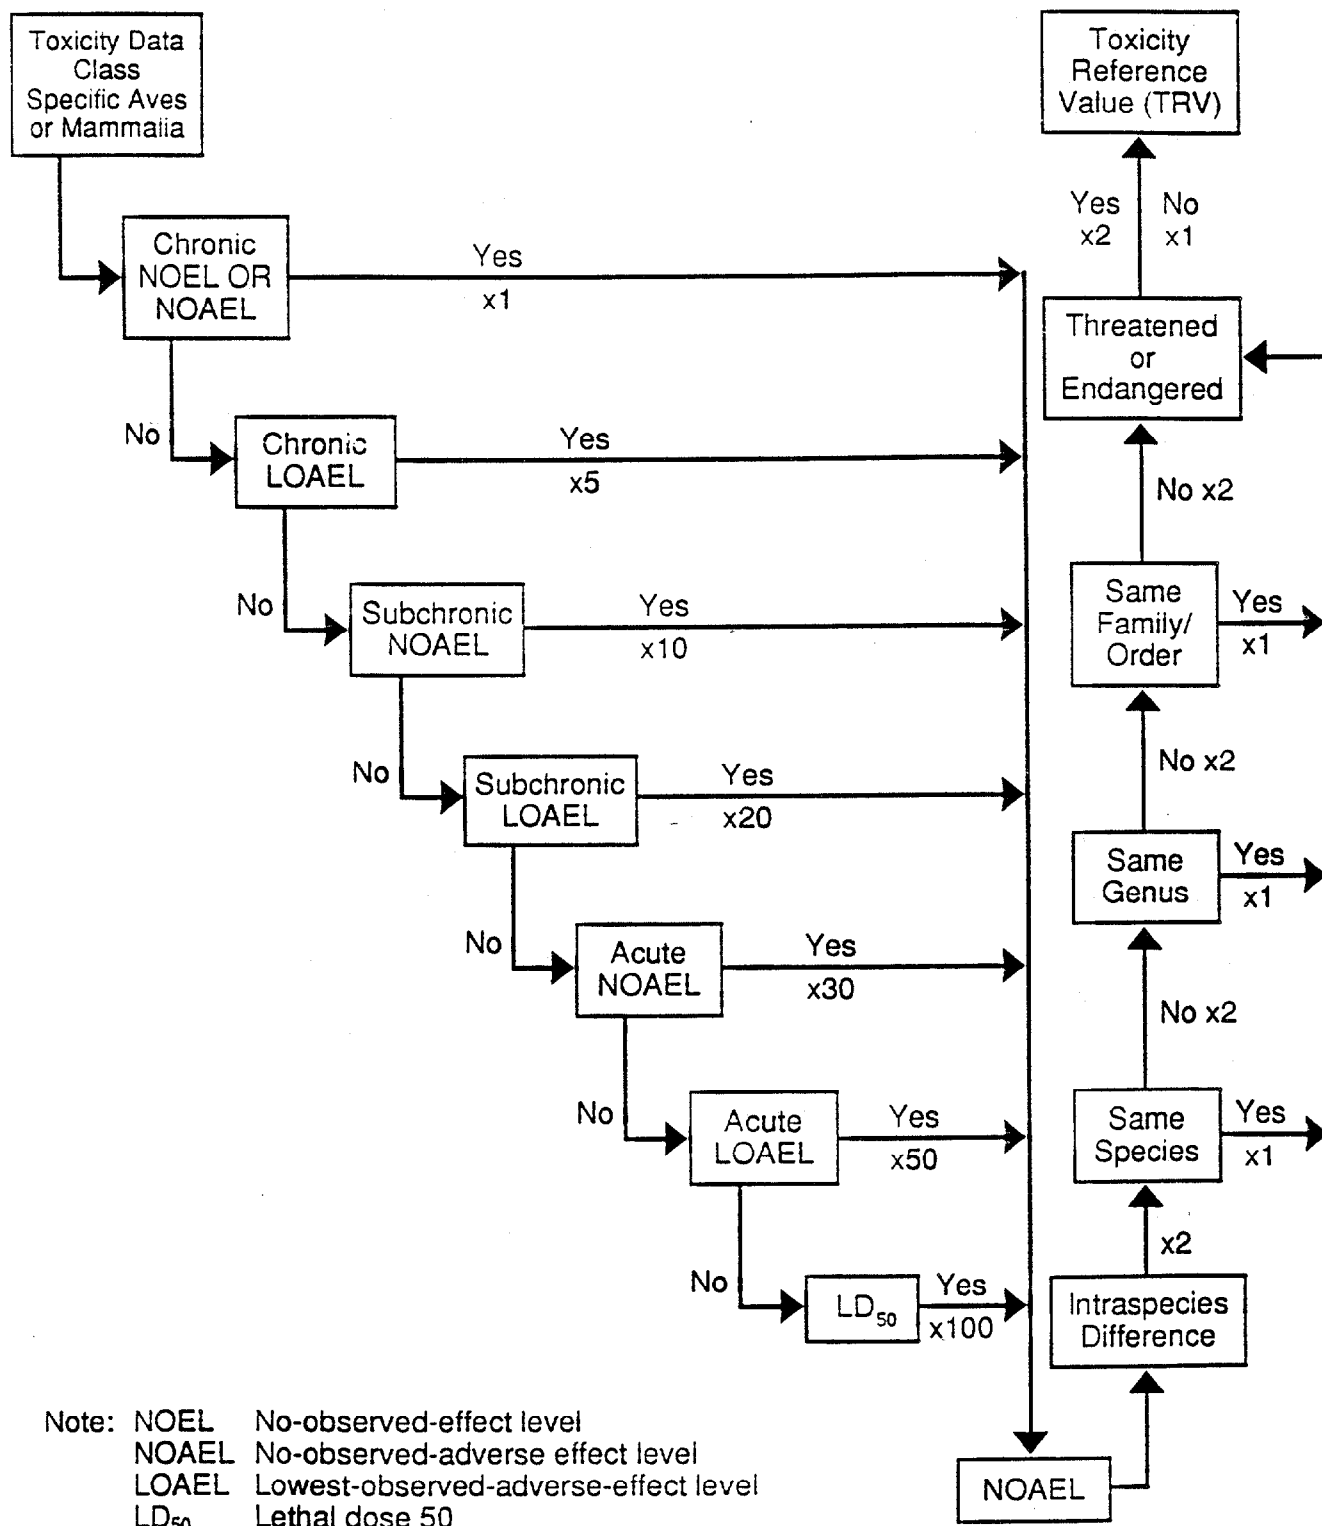 Toxicity Data
Class
Specific Aves
or Mammalia
Toxicity
Reference
Value (TRV)
Yes
x2
No
x1
Chronic
NOEL OR
NOAEL
Yes
x1
Threatened
or
Endangered
No
Chronic
LOAEL
Yes
x5
No x2
No
Subchronic
NOAEL
Yes
x10
Same
Family/
Order
Yes
x1
No
Subchronic
LOAEL
Yes
x20
No x2
Same
Genus
Yes
x1
No
Acute
NOAEL
Yes
x30
No x2
No
Acute
LOAEL
Yes
x50
Same
Species
Yes
x1
x2
No
LD50
Yes
x100
Intraspecies
Difference
NOAEL
Note: NOEL No-observed-effect level
NOAEL No-observed-adverse effect level
LOAEL Lowest-observed-adverse-effect level
LD50 Lethal dose 50